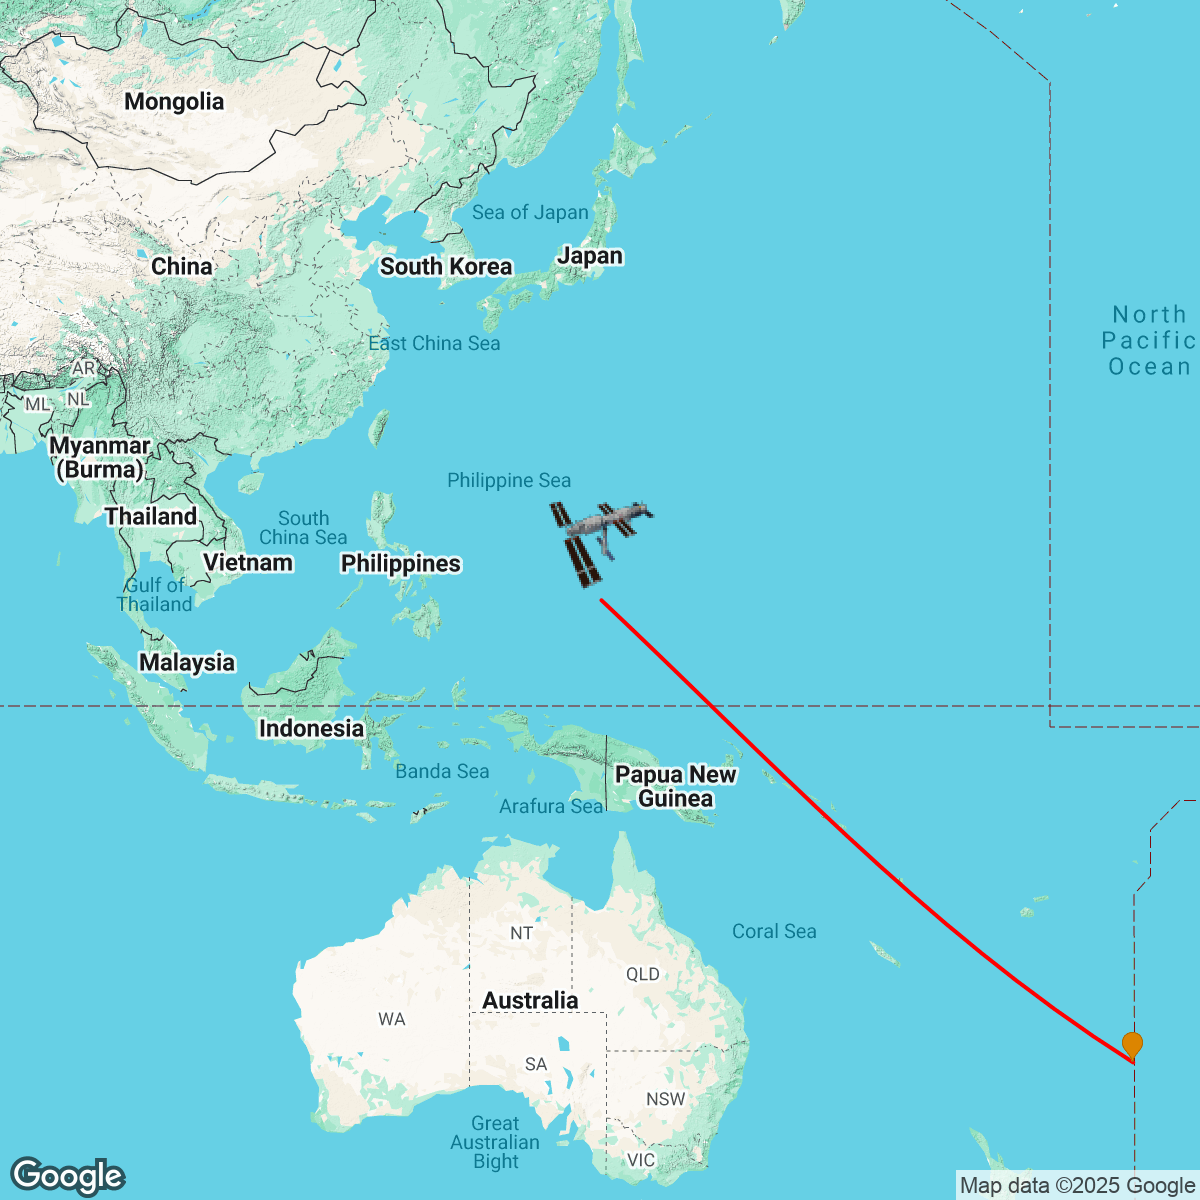 Mongolia
Sea of Japan
Japan
China
South Korea
North
Pacific
Ocean
East China Sea
AR
NL
ML
Myanmar
(Burma)
Philippine Sea
Thailand
South
China Sea
Vietnam
Philippines
Gulf of
Thailand
Malaysia
Indonesia
Banda Sea
Papua New
Guinea
Arafura Sea
NT
Coral Sea
QLD
Australia
WA
SA
NSW
Great
Australian
Bight
VIC
Google
Map data ©2025 Google